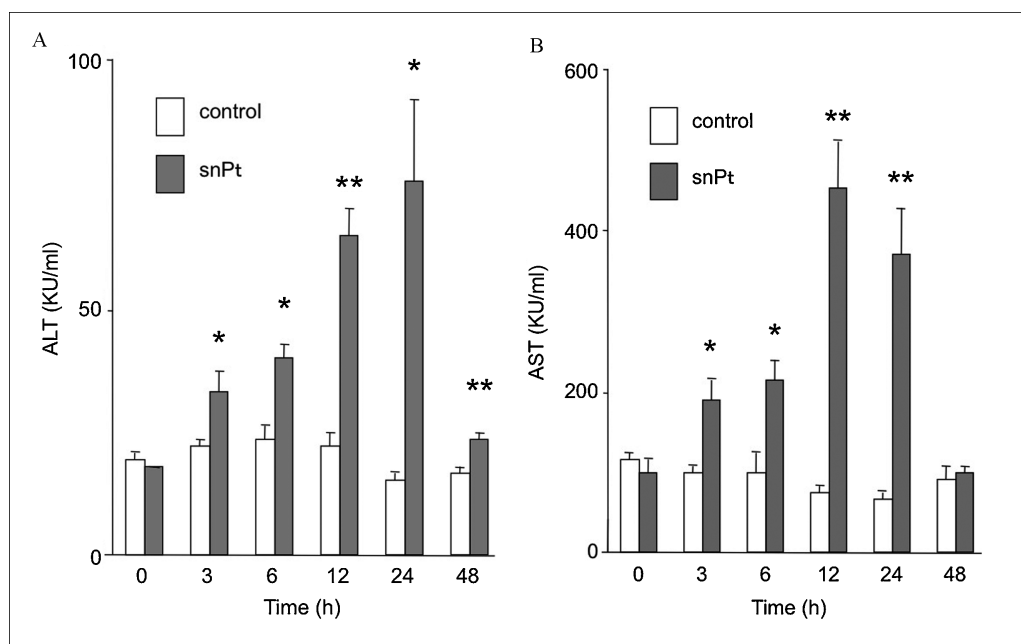 A
100
control
snPt
*
*
*
**
*
**
50
0
ALT (KU/ml)
0 3 6 12 24 48
Time (h)
B
600
control
snPt
*
*
**
**
400
200
0
AST (KU/ml)
0 3 6 12 24 48
Time (h)